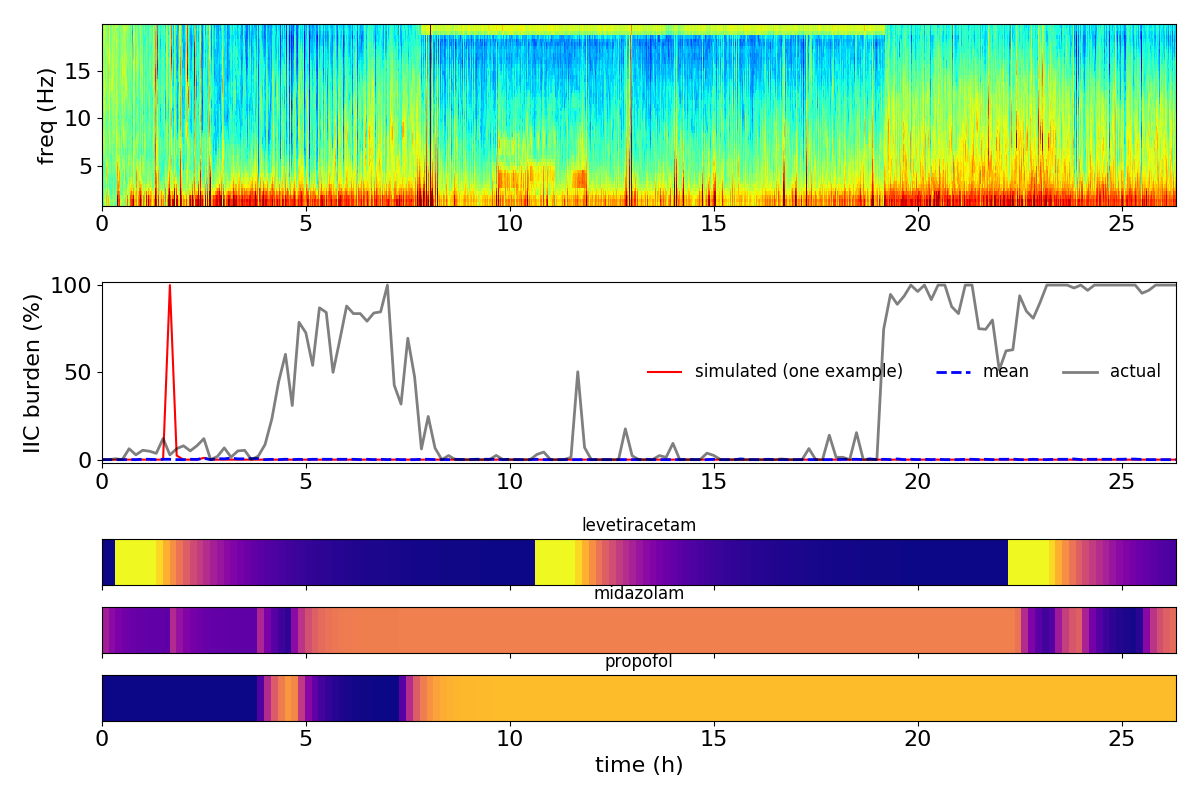 15
10
5
freq (Hz)
0 5 10 15 20 25
100
50
0
IIC burden (%)
simulated (one example) mean actual
0 5 10 15 20 25
levetiracetam
midazolam
propofol
0 5 10 15 20 25
time (h)